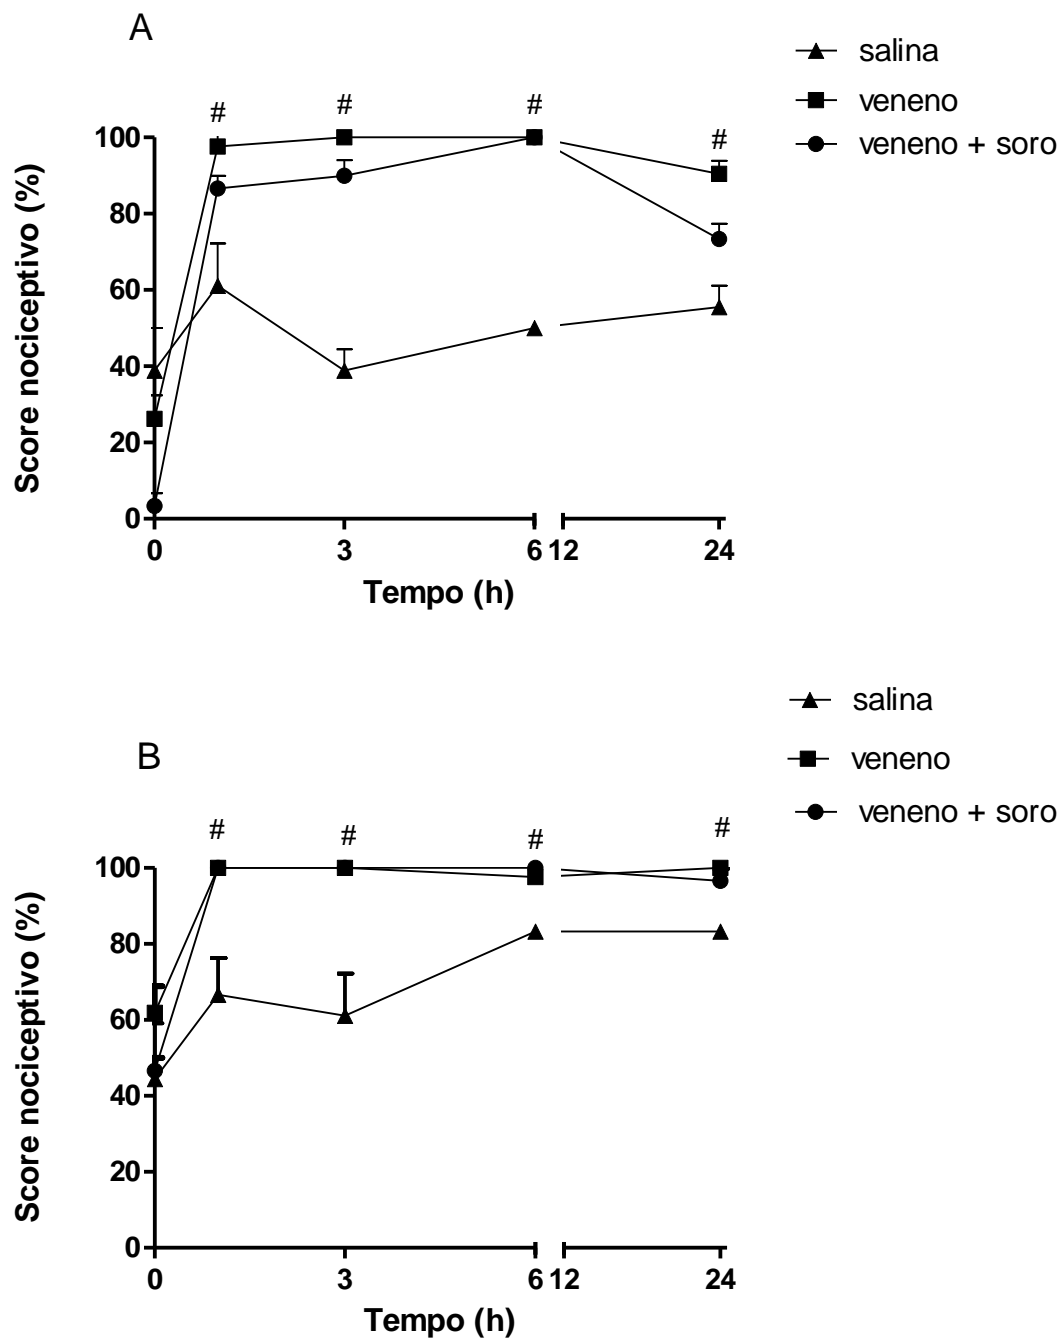 A
salina
veneno
veneno + soro
# # # #
100
80
60
40
20
0
Score nociceptivo (%)
0 3 6 12 24
Tempo (h)
B
salina
veneno
veneno + soro
# # # #
100
80
60
40
20
0
Score nociceptivo (%)
0 3 6 12 24
Tempo (h)